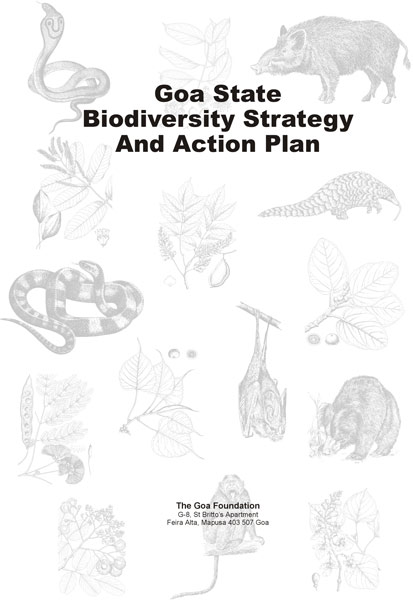 Goa State
Biodiversity Strategy
And Action Plan
The Goa Foundation
G-8, St Britto's Apartment
Feira Alta, Mapusa 403 507 Goa